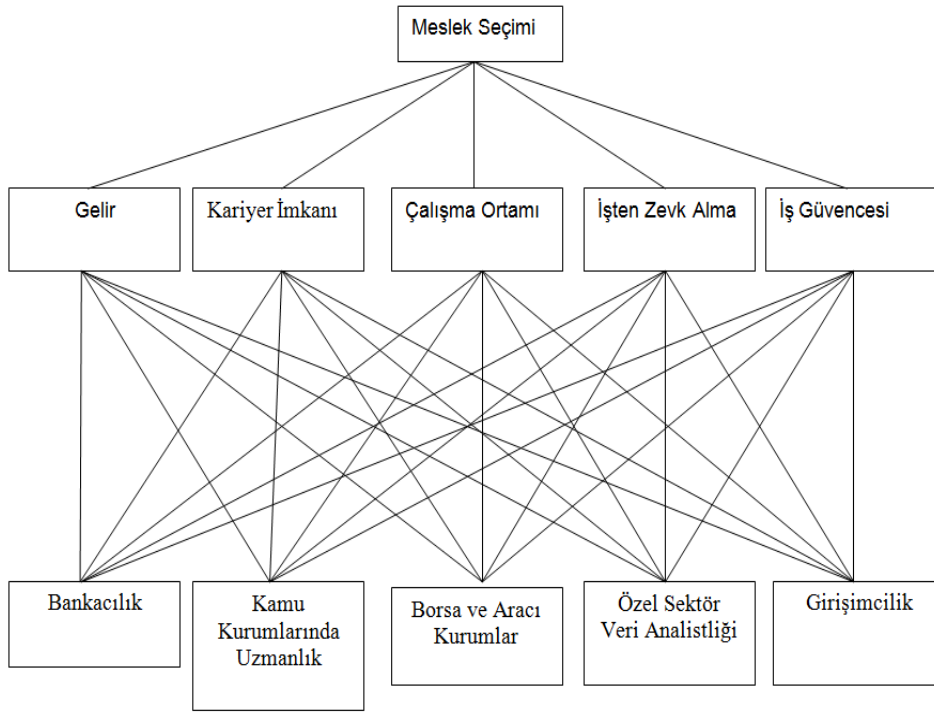 Meslek Seçimi
Gelir
Kariyer İmkanı
Çalışma Ortamı
İşten Zevk Alma
İş Güvencesi
Bankacılık
Kamu
Kurumlarında
Uzmanlık
Borsa ve Aracı
Kurumlar
Özel Sektör
Veri Analistliği
Girişimcilik